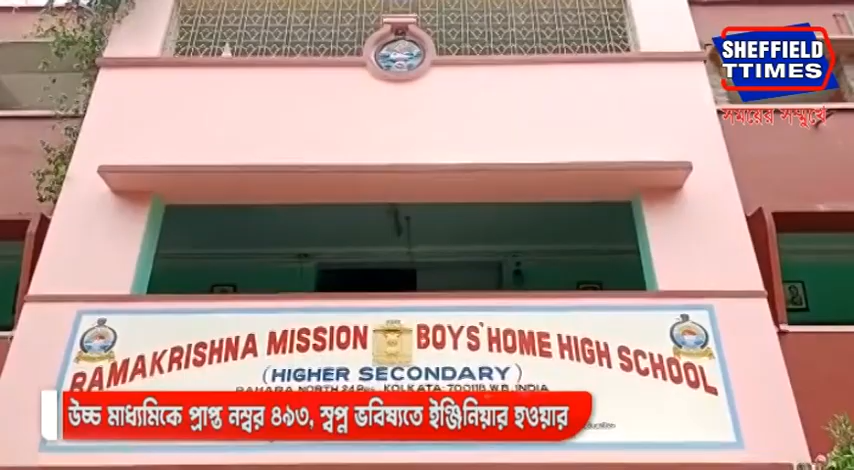 SHEFFIELD
TTIMES
সময়ের সম্মুখে
RAMAKRISHNA MISSION BOYS' HOME HIGH SCHOOL
(HIGHER SECONDARY)
RAHARA NORTH 24 KOLKATA-700118 W.B. INDIA
উচ্চ মাধ্যমিকে প্রাপ্ত নম্বর ৪৯৩, স্বপ্ন ভবিষ্যতে ইঞ্জিনিয়ার হওয়ার